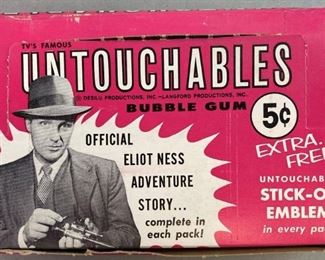 TV'S FAMOUS
UNTOUCHABLES
© DESILU PRODUCTIONS, INC.—LANGFORD PRODUCTIONS, INC.
BUBBLE GUM
5¢
OFFICIAL
ELIOT NESS
ADVENTURE
STORY...
complete in
each pack!
EXTRA..
FREE
UNTOUCHAB
STICK-O
EMBLEM
in every pa